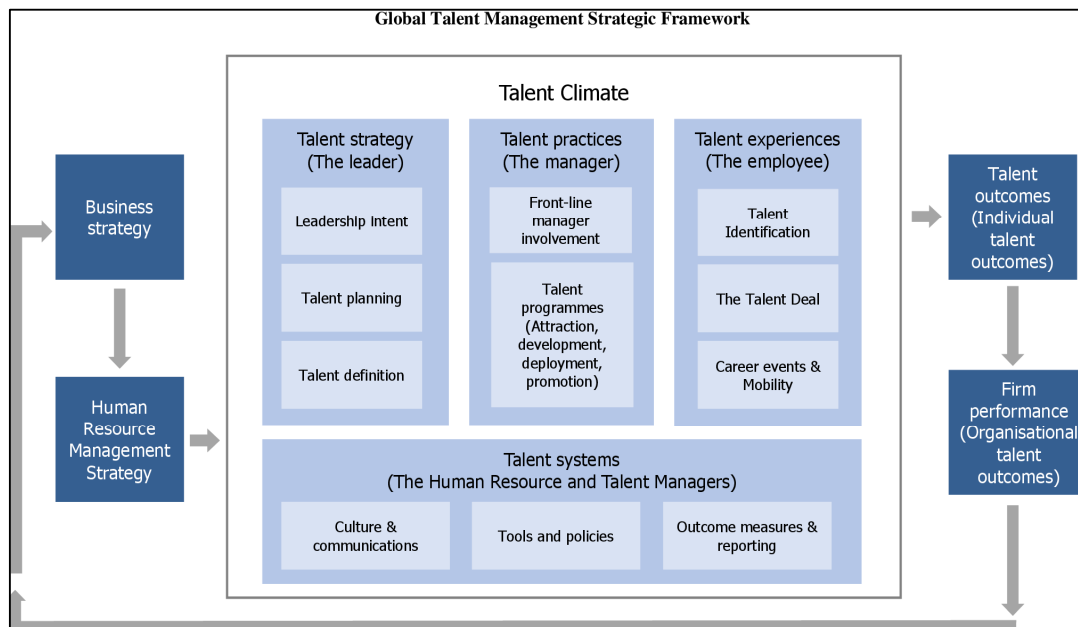 Global Talent Management Strategic Framework
Talent Climate
Business
strategy
Human
Resource
Management
Strategy
Talent strategy
(The leader)
Leadership Intent
Talent planning
Talent definition
Talent practices
(The manager)
Front-line
manager
involvement
Talent
programmes
(Attraction,
development,
deployment,
promotion)
Talent experiences
(The employee)
Talent
Identification
The Talent Deal
Career events &
Mobility
Talent systems
(The Human Resource and Talent Managers)
Culture &
communications
Tools and policies
Outcome measures &
reporting
Talent
outcomes
(Individual
talent
outcomes)
Firm
performance
(Organisational
talent
outcomes)